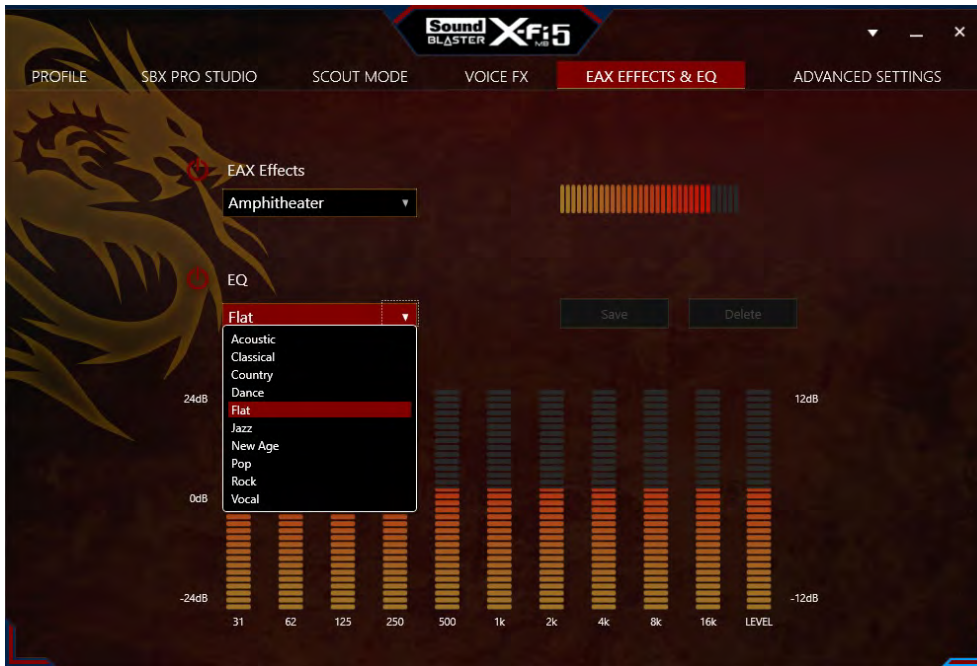 Sound BLASTER X-Fi MB 5
PROFILE SBX PRO STUDIO SCOUT MODE VOICE FX EAX EFFECTS & EQ ADVANCED SETTINGS
EAX Effects
Amphitheater
EQ
Flat
Save Delete
Acoustic
Classical
Country
Dance
Flat
Jazz
New Age
Pop
Rock
Vocal
24dB 12dB
0dB
-24dB -12dB
31 62 125 250 500 1k 2k 4k 8k 16k LEVEL